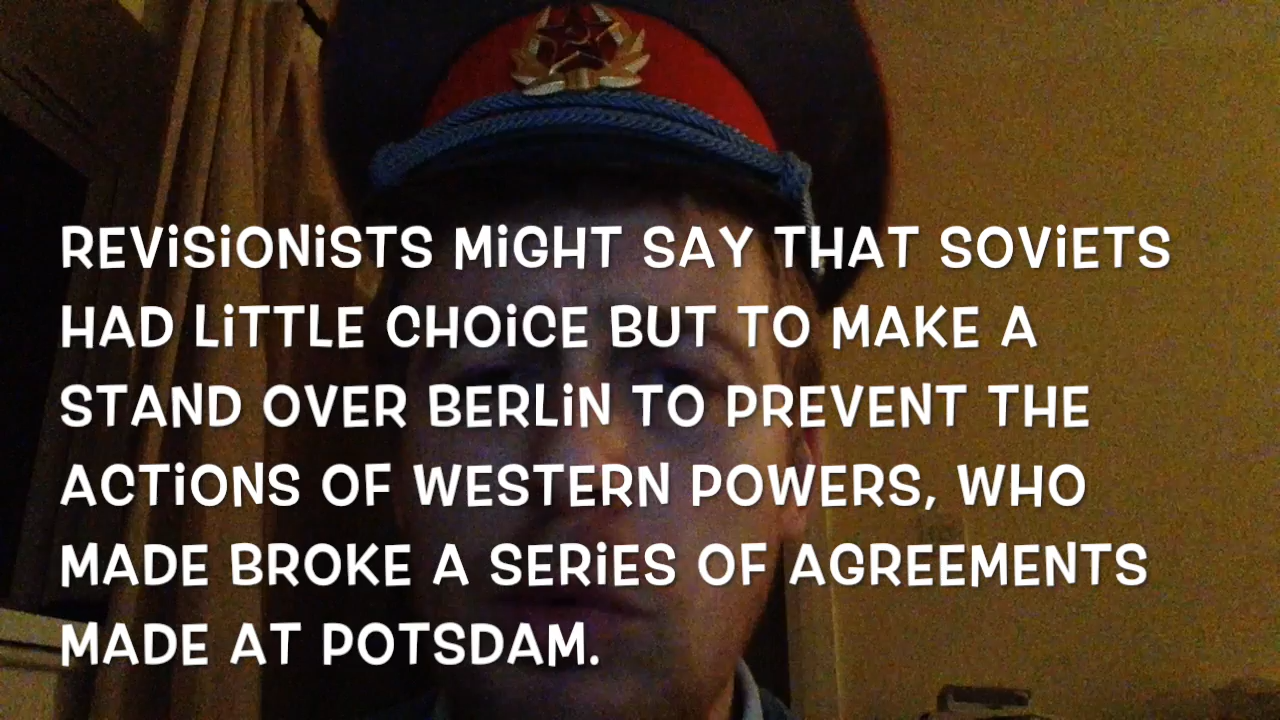 REVISIONISTS MIGHT SAY THAT SOVIETS
HAD LITTLE CHOICE BUT TO MAKE A
STAND OVER BERLIN TO PREVENT THE
ACTIONS OF WESTERN POWERS, WHO
MADE BROKE A SERIES OF AGREEMENTS
MADE AT POTSDAM.